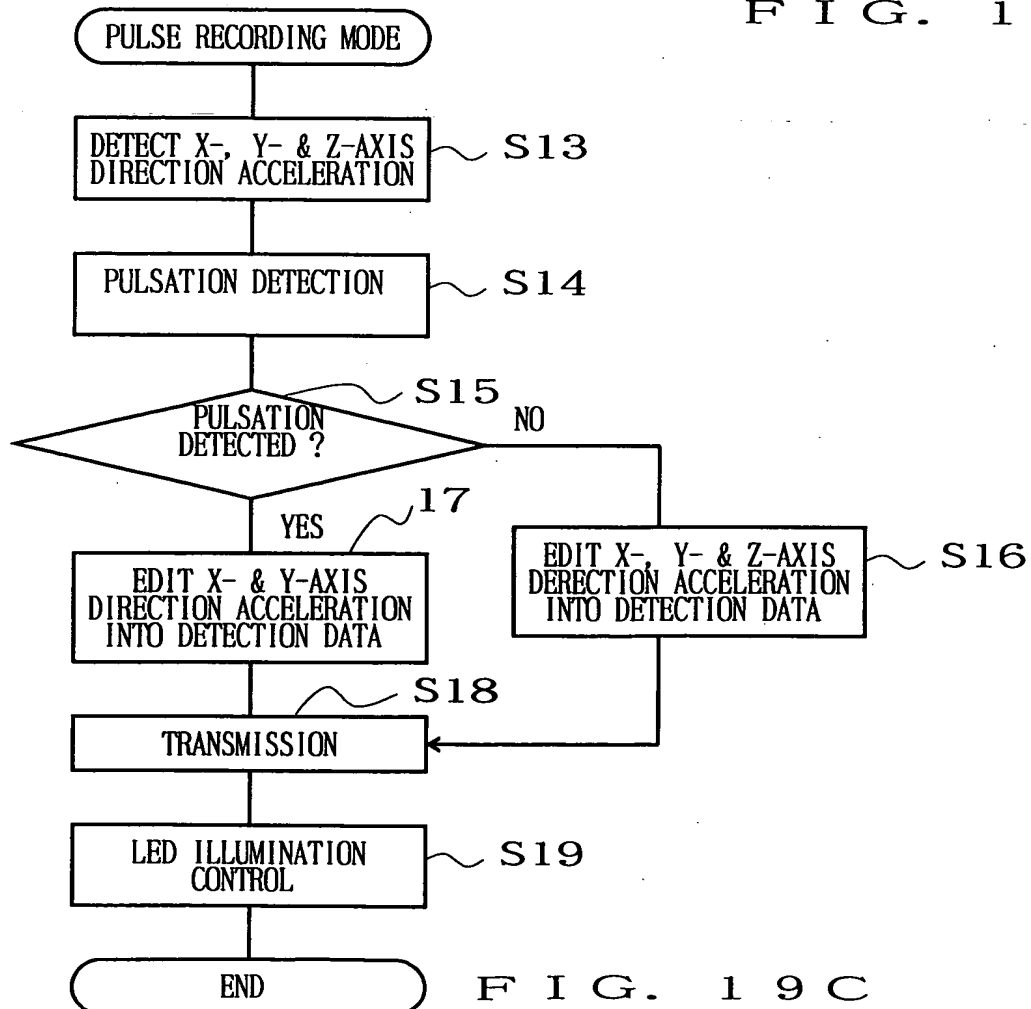 F I G. 1
PULSE RECORDING MODE
DETECT X-, Y- & Z-AXIS
DIRECTION ACCELERATION
S13
PULSATION DETECTION
S14
S15
PULSATION
DETECTED ?
NO
YES
17
EDIT X- & Y-AXIS
DIRECTION ACCELERATION
INTO DETECTION DATA
EDIT X-, Y- & Z-AXIS
DERECTION ACCELERATION
INTO DETECTION DATA
S16
S18
TRANSMISSION
LED ILLUMINATION
CONTROL
S19
END
F I G. 1 9 C